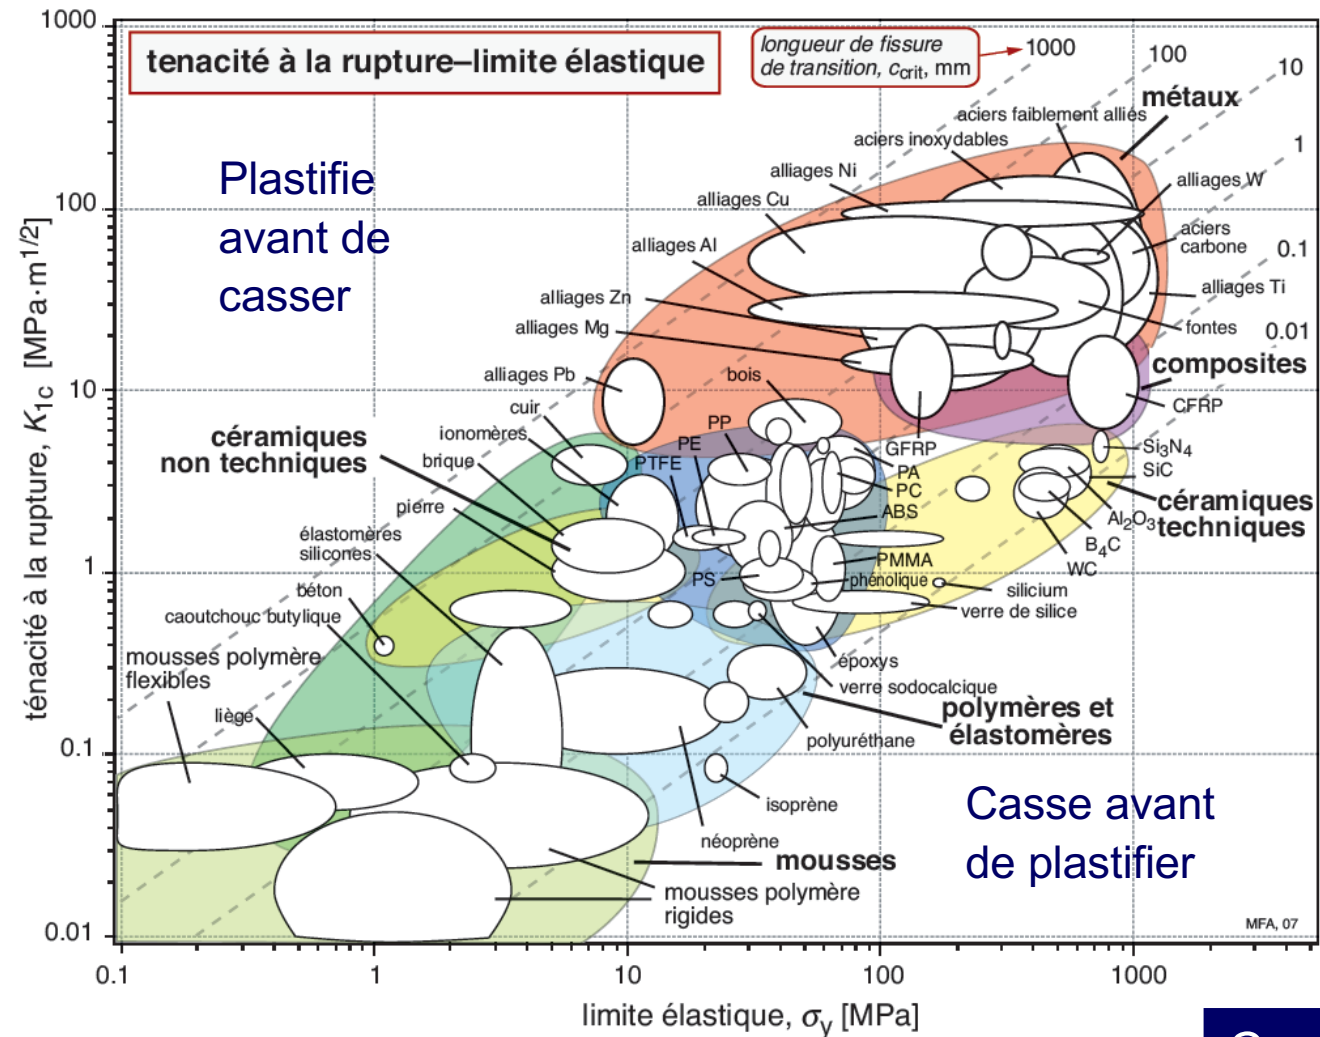 1000
tenacité à la rupture–limite élastique
longueur de fissure
de transition, ccrit, mm
1000
100
10
1
0.1
0.01
métaux
aciers faiblement alliés
aciers inoxydables
alliages Ni
alliages W
alliages Cu
aciers
carbone
alliages Al
alliages Ti
alliages Zn
fontes
alliages Mg
composites
alliages Pb
bois
CFRP
cuir
PP
GFRP
Si3N4
ionomères
PE
PA
SiC
céramiques
non techniques
brique
PTFE
PC
céramiques
techniques
pierre
ABS
Al2O3
élastomères
silicones
B4C
PMMA
WC
PS
phénolique
silicium
béton
verre de silice
caoutchouc butylique
époxys
mousses polymère
flexibles
verre sodocalcique
liège
polymères et
élastomères
polyuréthane
isoprène
néoprène
mousses
mousses polymère
rigides
Plastifie
avant de
casser
Casse avant
de plastifier
MFA, 07
100
10
1
0.1
0.01
ténacité à la rupture, K1c [MPa·m1/2]
0.1
1
10
100
1000
limite élastique, σy [MPa]